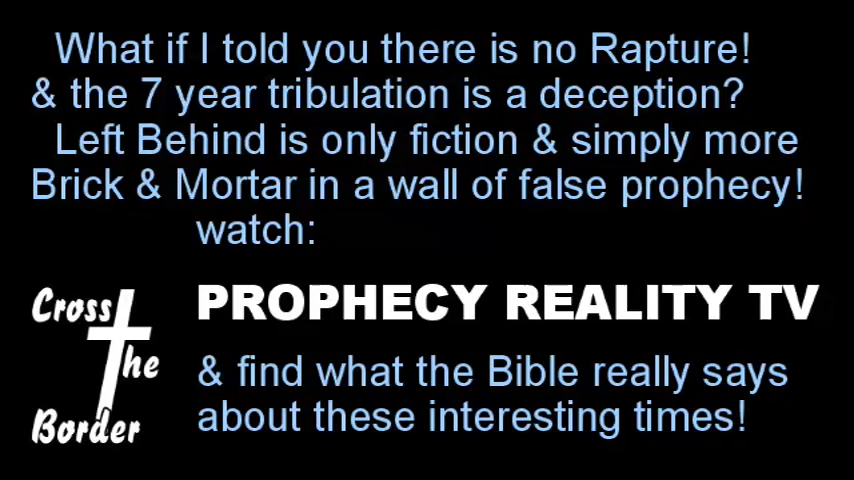 What if I told you there is no Rapture!
& the 7 year tribulation is a deception?
Left Behind is only fiction & simply more
Brick & Mortar in a wall of false prophecy!
watch:
PROPHECY REALITY TV
Cross
The
Border
& find what the Bible really says
about these interesting times!